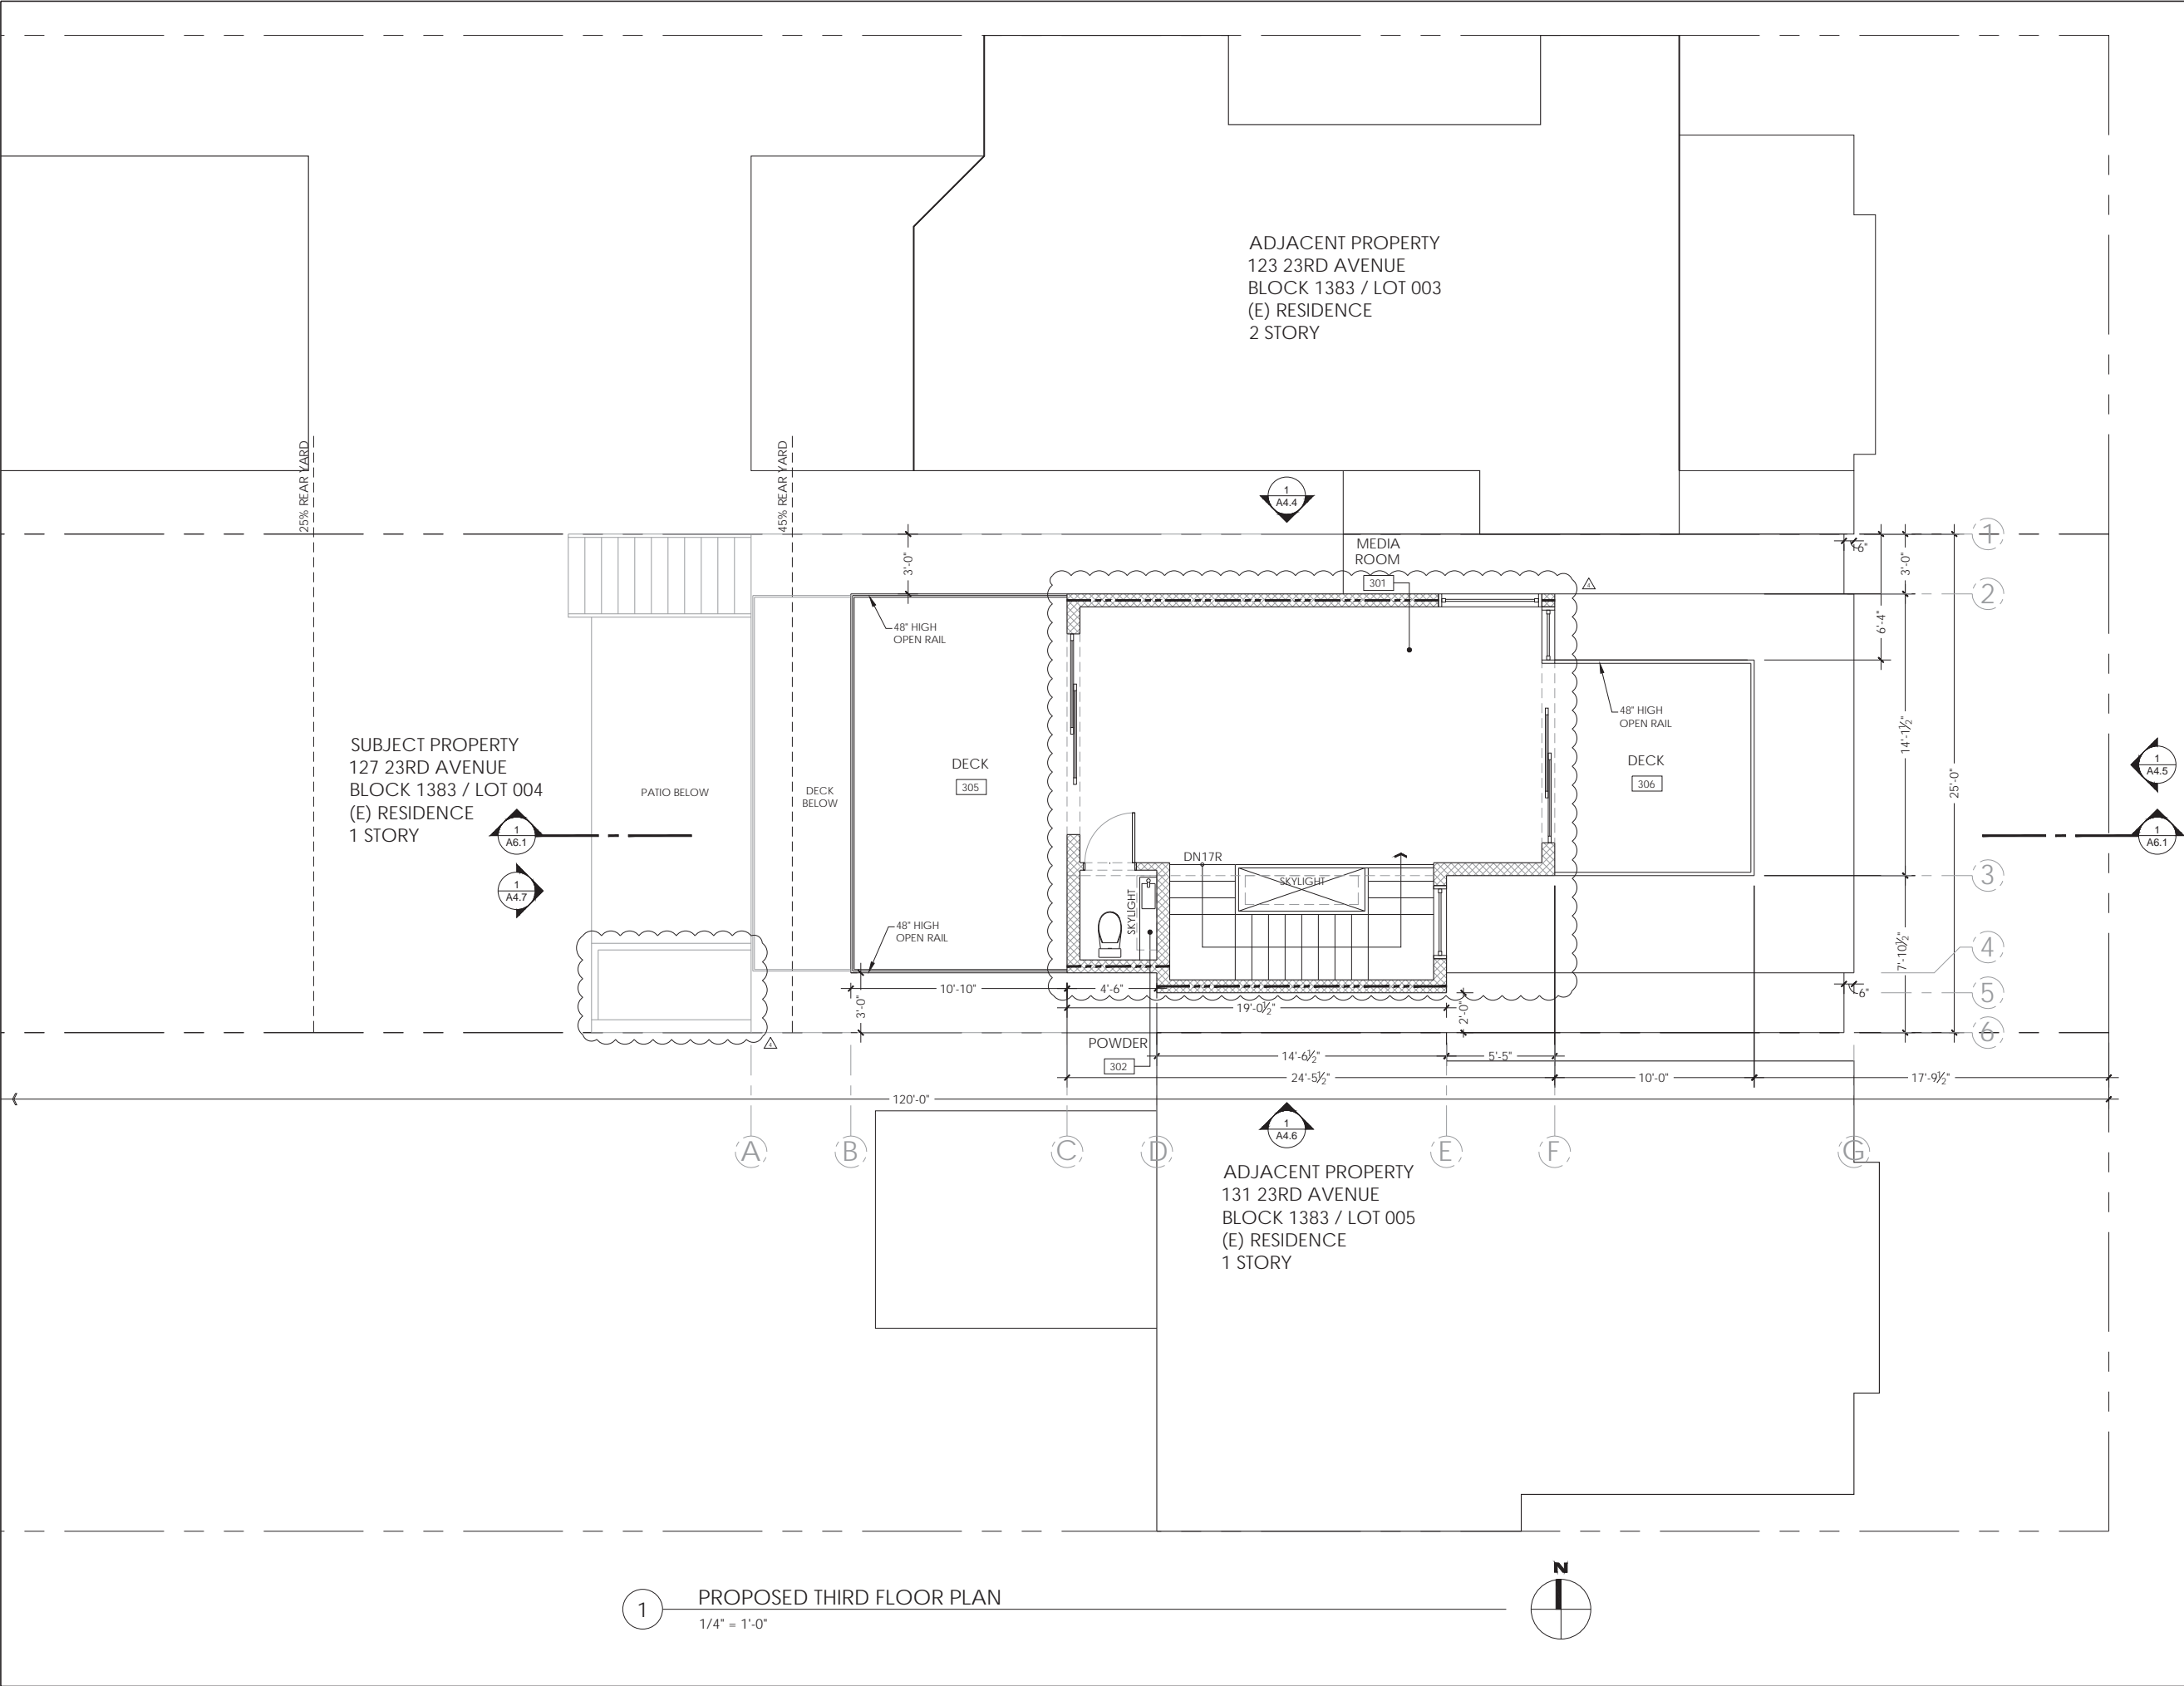 ADJACENT PROPERTY
123 23RD AVENUE
BLOCK 1383 / LOT 003
(E) RESIDENCE
2 STORY
25% REAR YARD
45% REAR YARD
1
A4.4
1
MEDIA
ROOM
301
3'-0"
6"
3'-0"
2
48" HIGH
OPEN RAIL
6'-4"
48" HIGH
OPEN RAIL
14'-1½"
SUBJECT PROPERTY
127 23RD AVENUE
BLOCK 1383 / LOT 004
(E) RESIDENCE
1 STORY
PATIO BELOW
DECK
BELOW
DECK
305
DECK
306
25'-0"
1
A4.5
1
A6.1
1
A6.1
1
A4.7
DN17R
SKYLIGHT
SKYLIGHT
3
48" HIGH
OPEN RAIL
7'-10½"
4
10'-10"
4'-6"
6"
5
3'-0"
19'-0½"
2'-0"
6
POWDER
302
14'-6½"
5'-5"
24'-5½"
10'-0"
17'-9½"
120'-0"
A
B
C
D
E
F
G
1
A4.6
ADJACENT PROPERTY
131 23RD AVENUE
BLOCK 1383 / LOT 005
(E) RESIDENCE
1 STORY
N
1
PROPOSED THIRD FLOOR PLAN
1/4" = 1'-0"